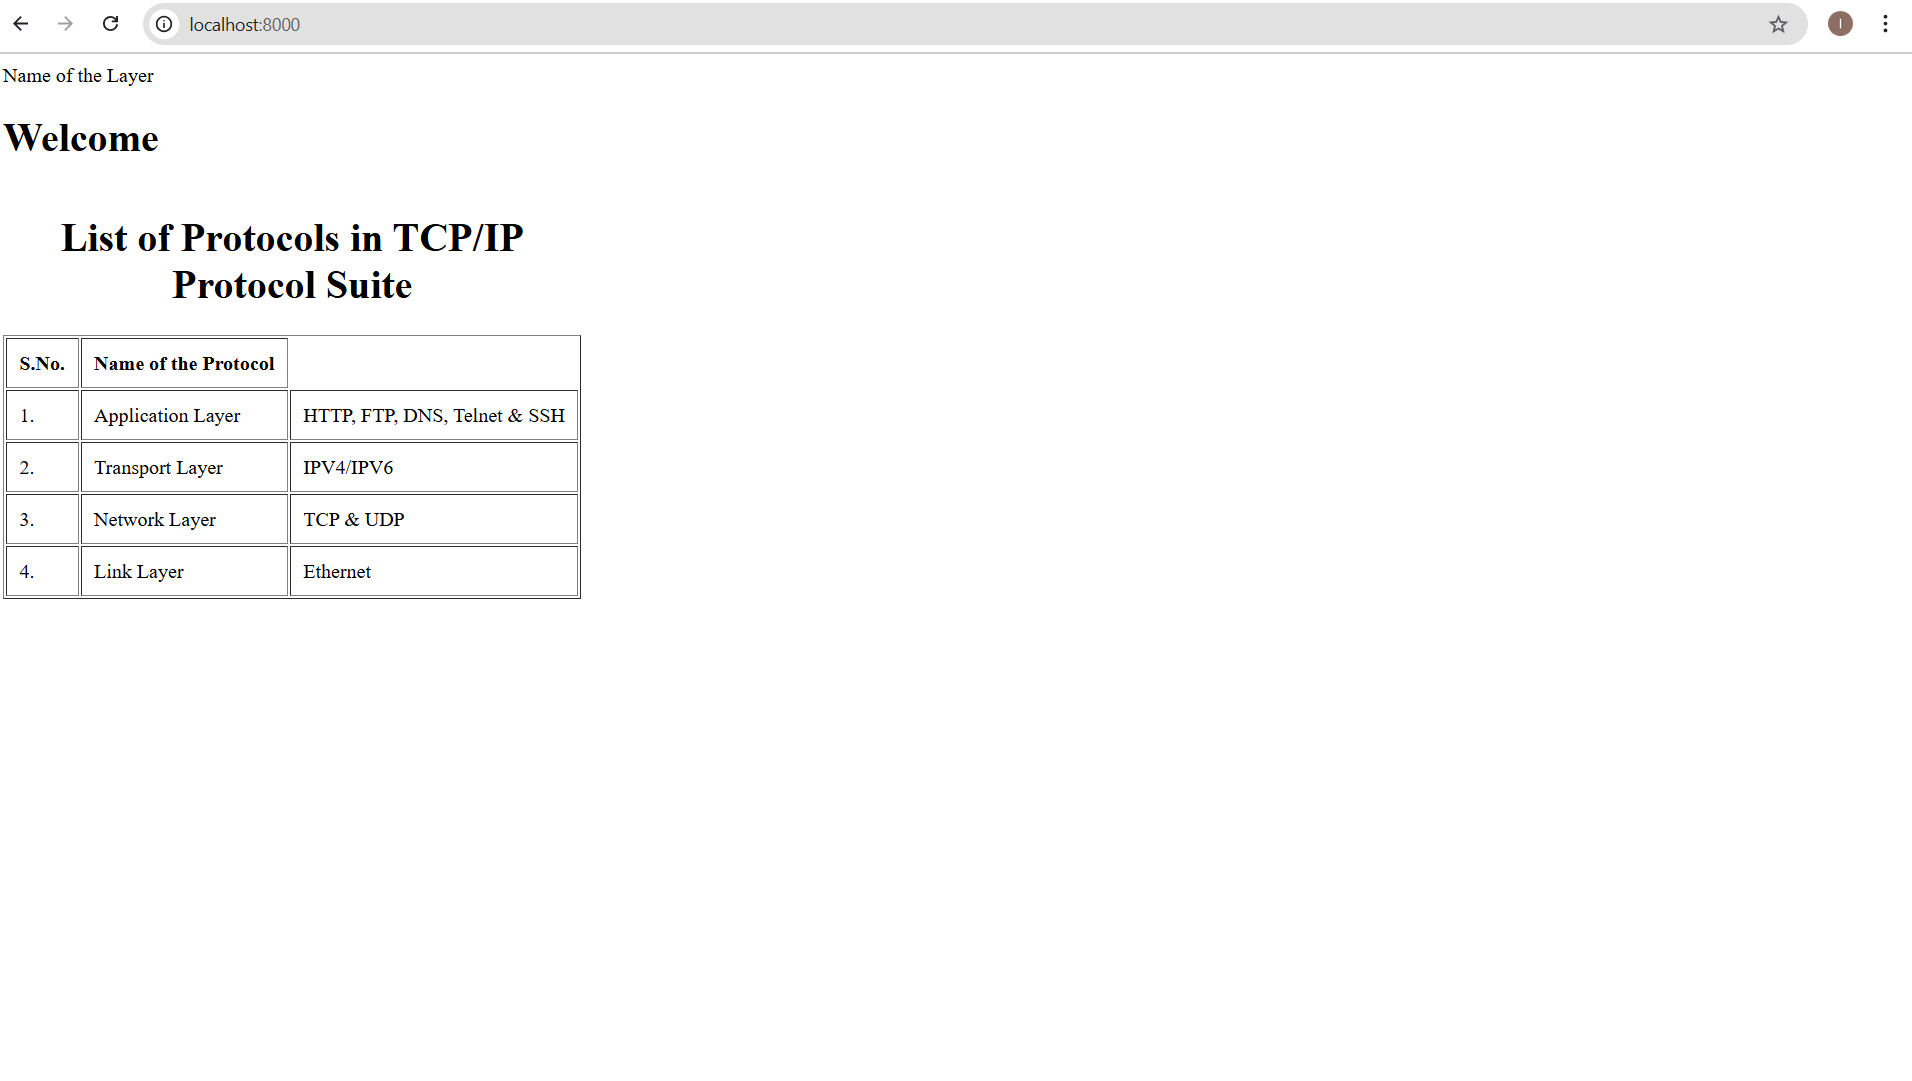 localhost:8000
I
Name of the Layer
Welcome
List of Protocols in TCP/IP
Protocol Suite
S.No. Name of the Protocol
1. Application Layer HTTP, FTP, DNS, Telnet & SSH
2. Transport Layer IPV4/IPV6
3. Network Layer TCP & UDP
4. Link Layer Ethernet